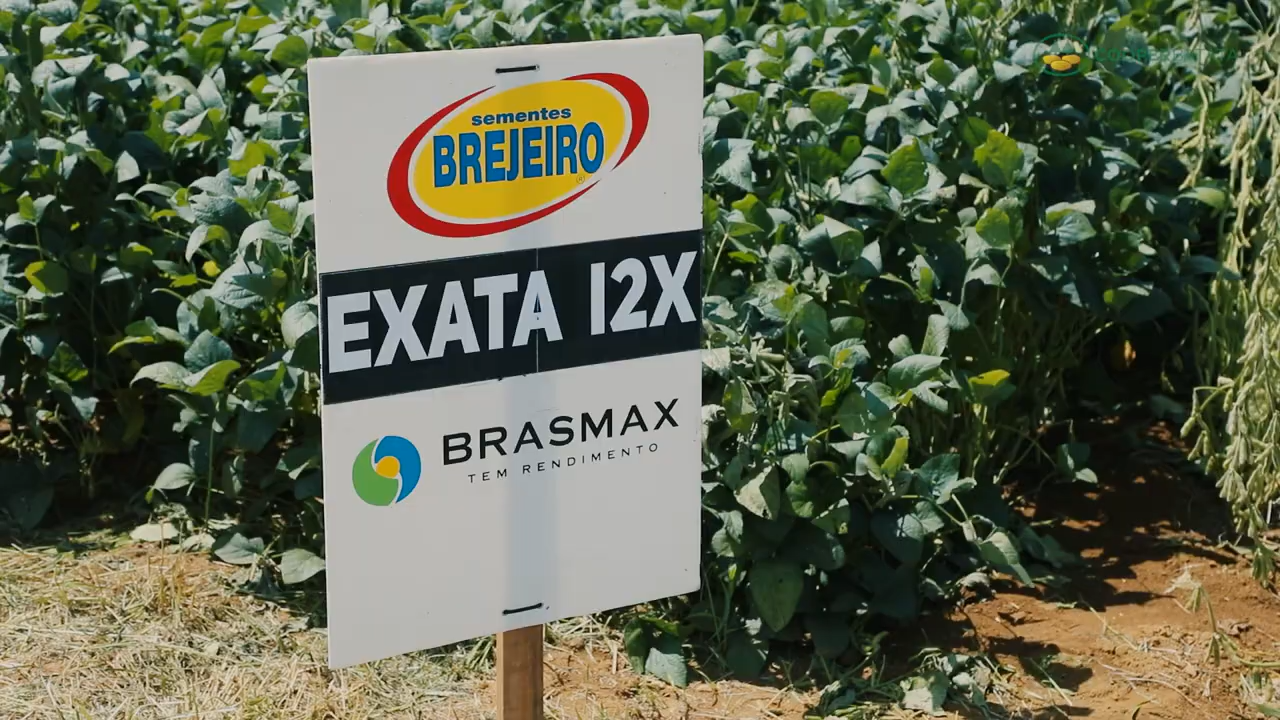 sementes
BREJEIRO
EXATA I2X
BRASMAX
TEM RENDIMENTO